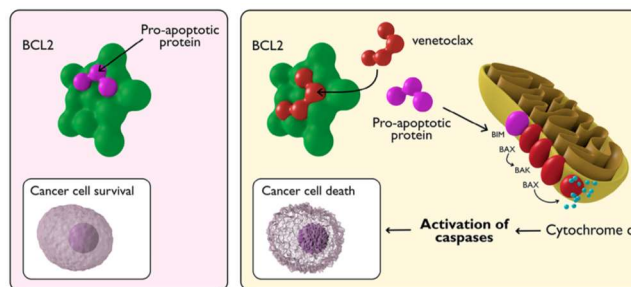 Pro-apoptotic
protein
BCL2
Cancer cell survival
venetoclax
BCL2
Pro-apoptotic
protein
BIM
BAX
BAK
BAX
Cancer cell death
Activation of
caspases
Cytochrome c